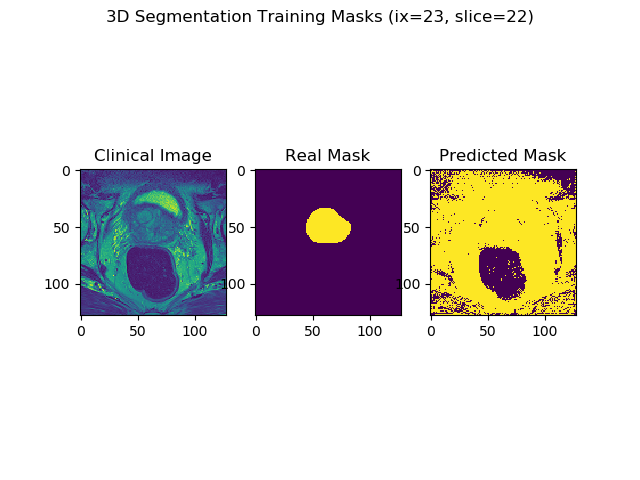 3D Segmentation Training Masks (ix=23, slice=22)
Clinical Image Real Mask Predicted Mask
0 0 0
50 50 50
100 100 100
0 50 100 0 50 100 0 50 100